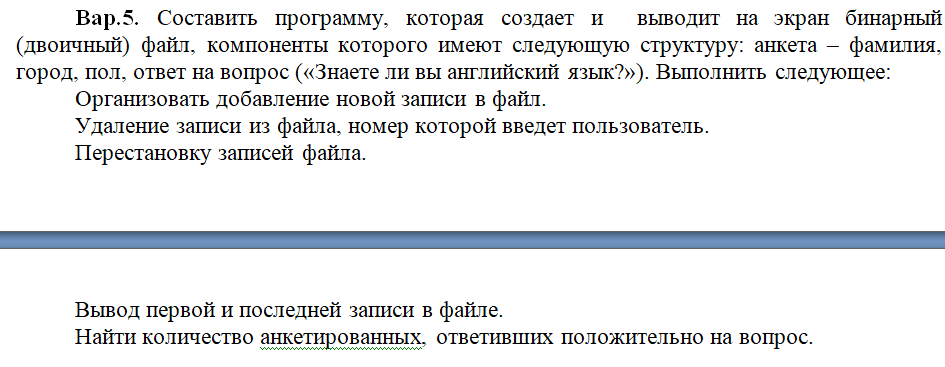 Вар.5. Составить программу, которая создает и выводит на экран бинарный
(двоичный) файл, компоненты которого имеют следующую структуру: анкета – фамилия,
город, пол, ответ на вопрос («Знаете ли вы английский язык?»). Выполнить следующее:
Организовать добавление новой записи в файл.
Удаление записи из файла, номер которой введет пользователь.
Перестановку записей файла.
Вывод первой и последней записи в файле.
Найти количество анкетированных, ответивших положительно на вопрос.